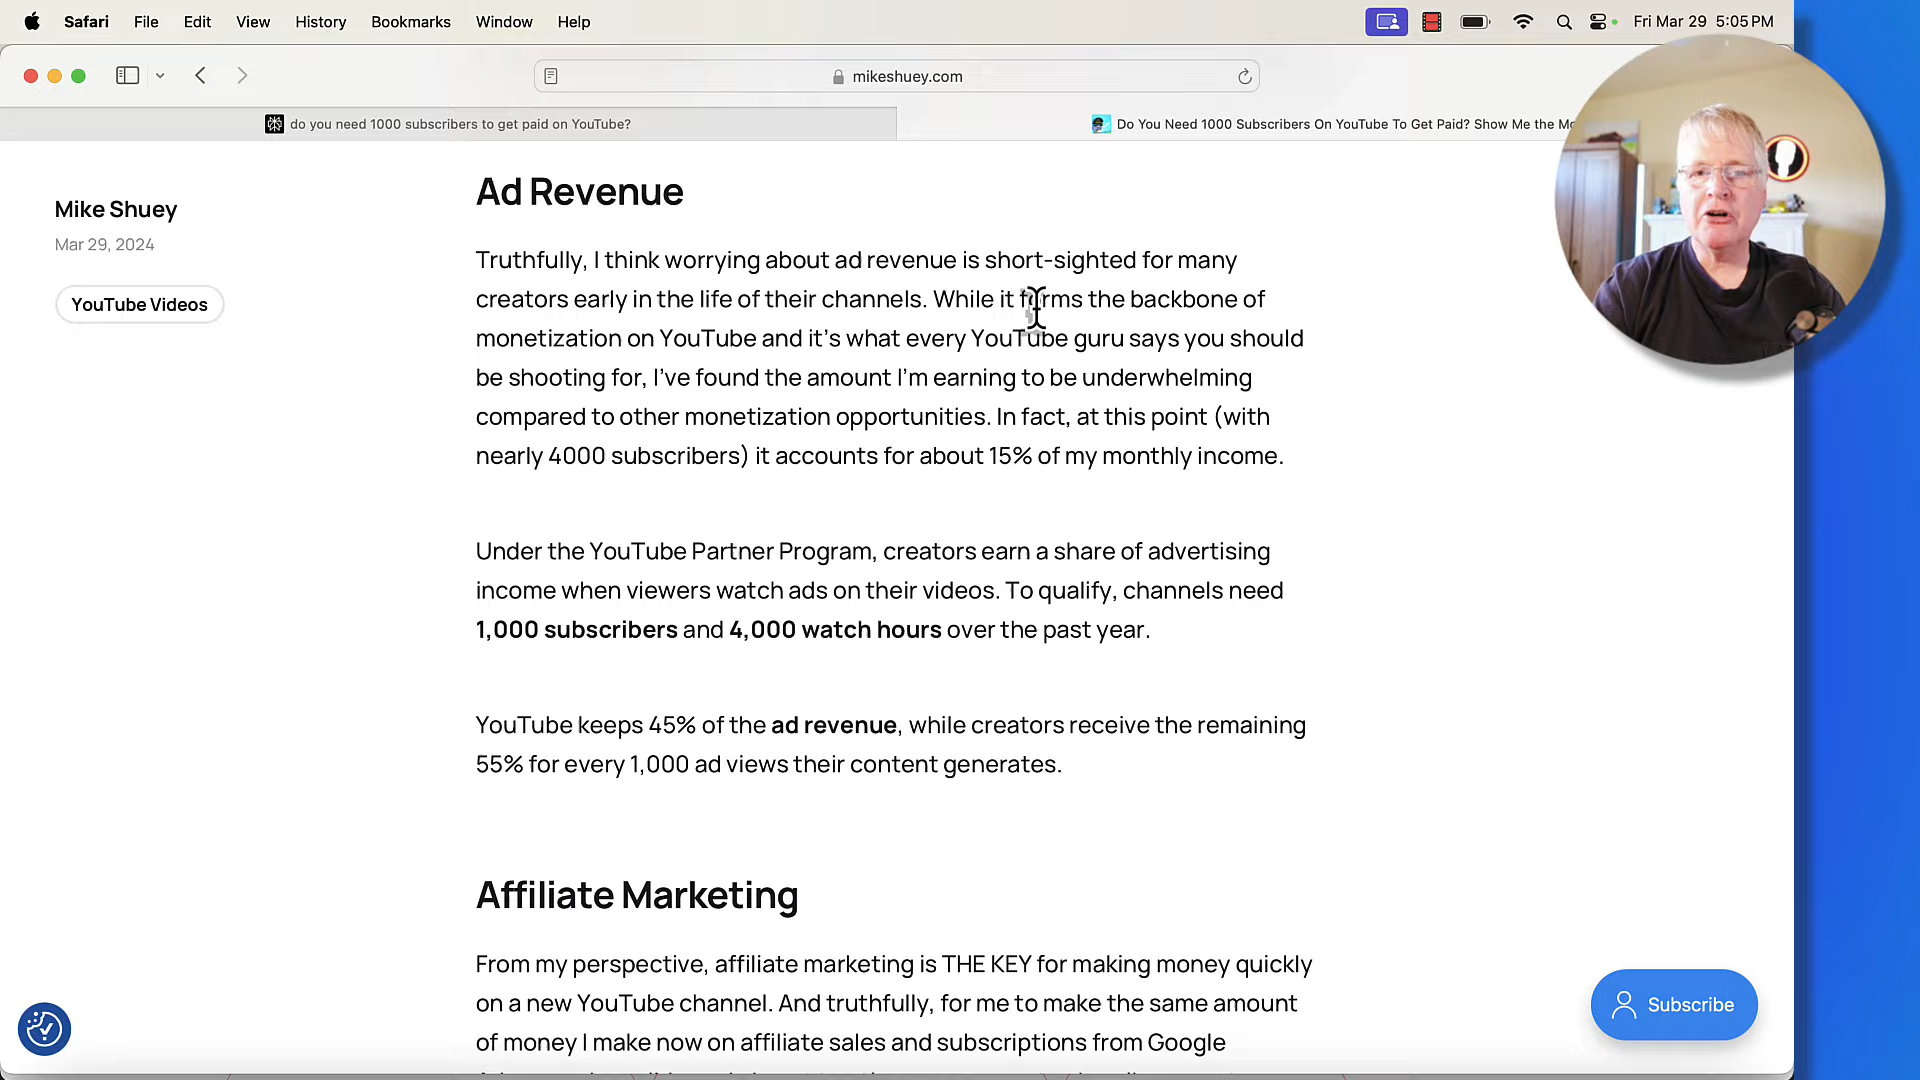 Safari File Edit View History Bookmarks Window Help Fri Mar 29 5:05 PM
mikeshuey.com
do you need 1000 subscribers to get paid on YouTube? Do You Need 1000 Subscribers On YouTube To Get Paid? Show Me the
Mike Shuey
Mar 29, 2024
YouTube Videos
Ad Revenue
Truthfully, I think worrying about ad revenue is short-sighted for many
creators early in the life of their channels. While it forms the backbone of
monetization on YouTube and it's what every YouTube guru says you should
be shooting for, I've found the amount I'm earning to be underwhelming
compared to other monetization opportunities. In fact, at this point (with
nearly 4000 subscribers) it accounts for about 15% of my monthly income.
Under the YouTube Partner Program, creators earn a share of advertising
income when viewers watch ads on their videos. To qualify, channels need
1,000 subscribers and 4,000 watch hours over the past year.
YouTube keeps 45% of the ad revenue, while creators receive the remaining
55% for every 1,000 ad views their content generates.
Affiliate Marketing
From my perspective, affiliate marketing is THE KEY for making money quickly
on a new YouTube channel. And truthfully, for me to make the same amount
of money I make now on affiliate sales and subscriptions from Google
Subscribe